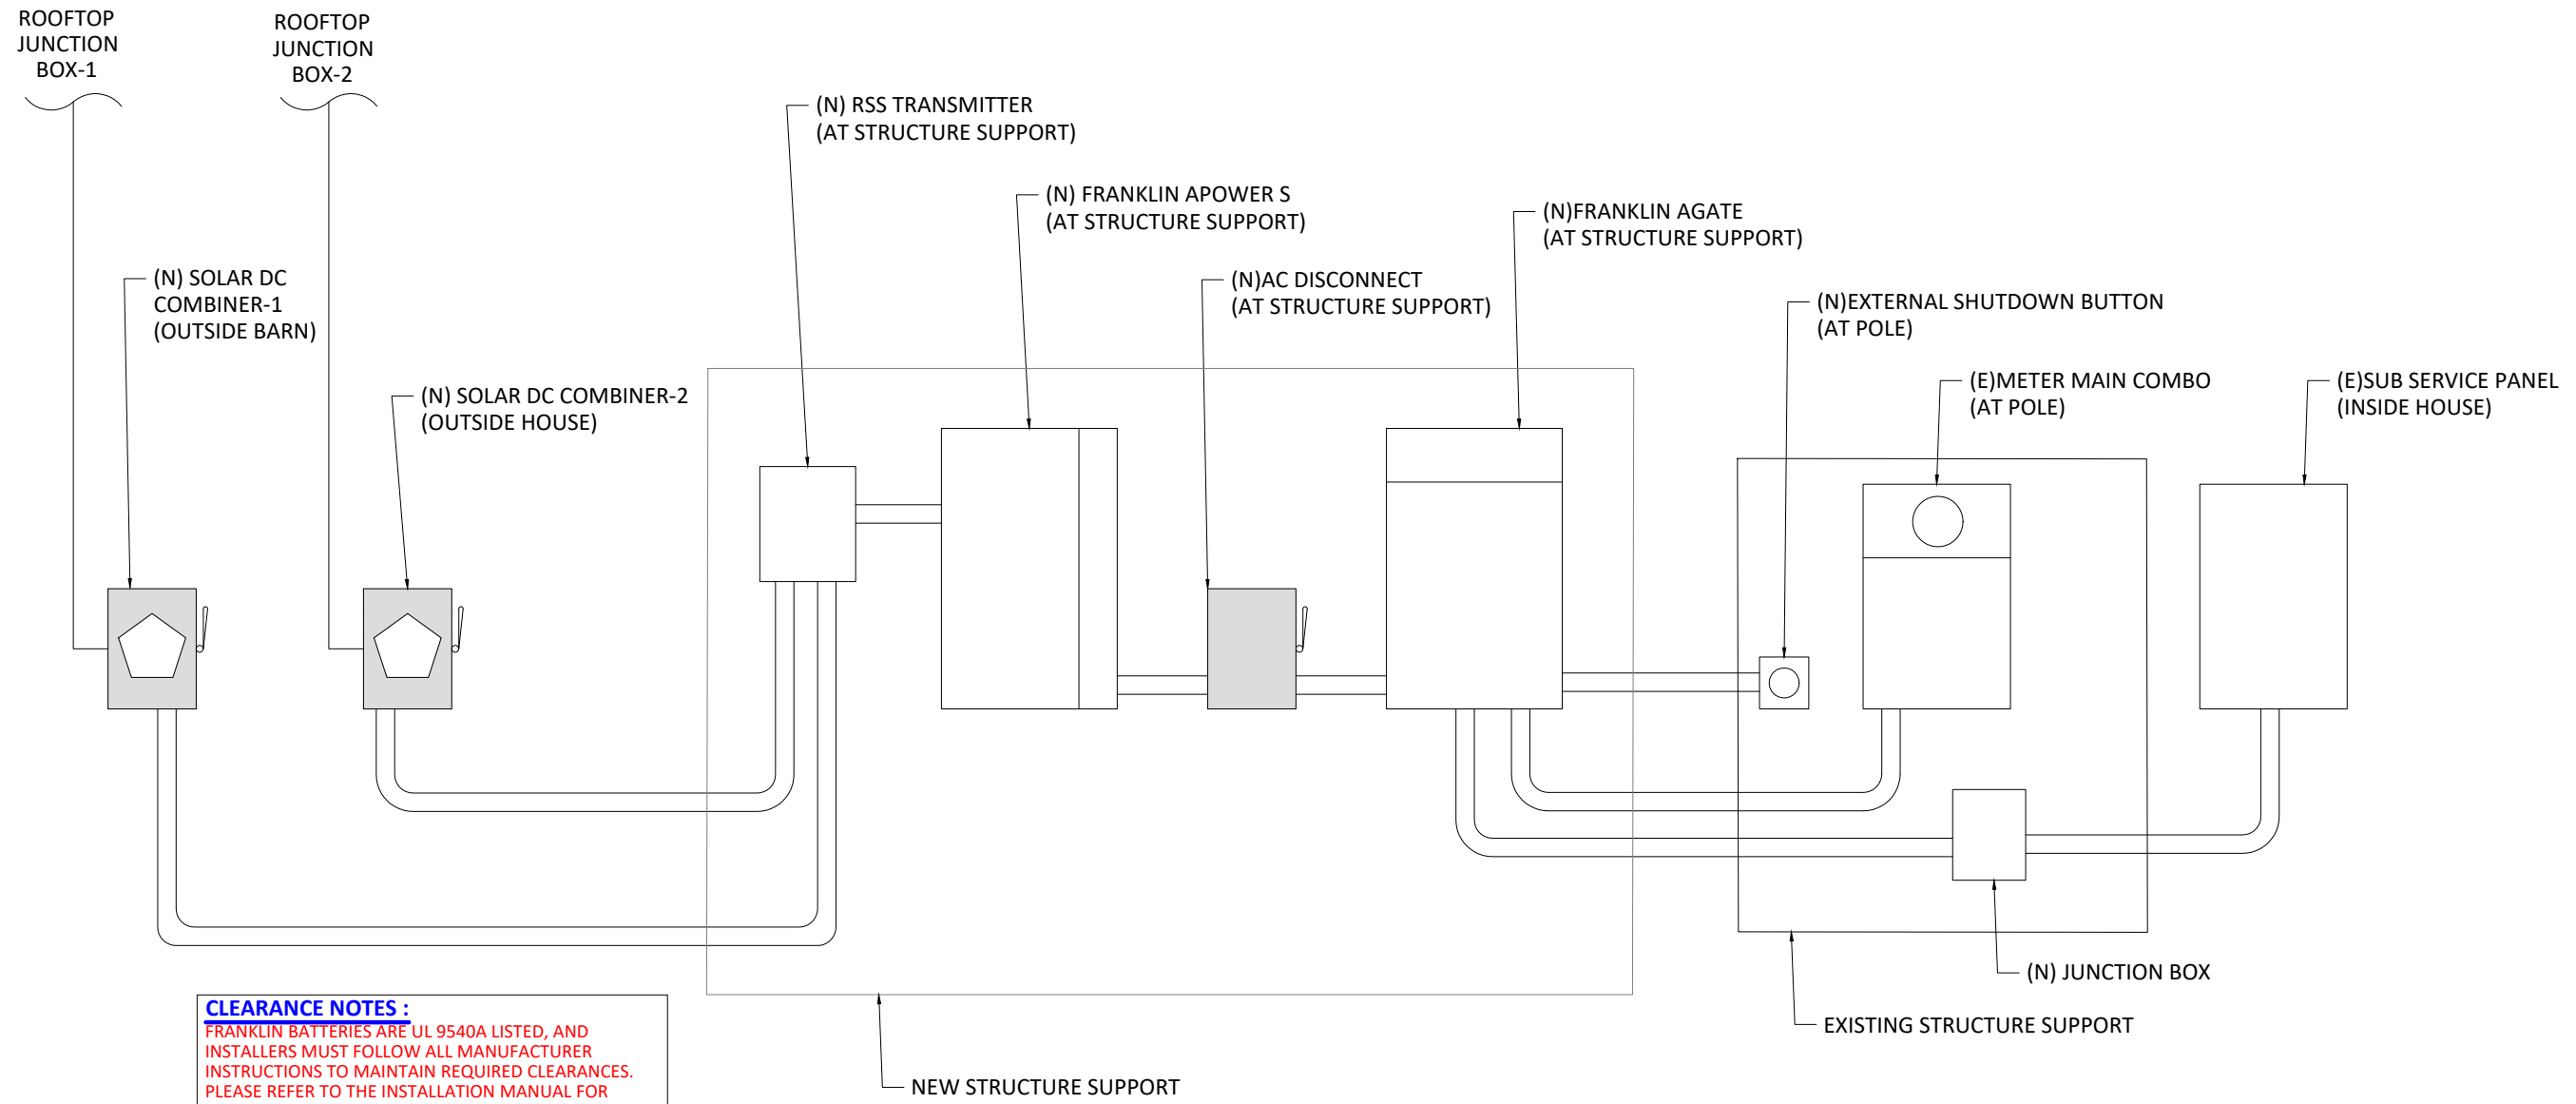 ROOFTOP
JUNCTION
BOX-1
ROOFTOP
JUNCTION
BOX-2
(N) RSS TRANSMITTER
(AT STRUCTURE SUPPORT)
(N) FRANKLIN APOWER S
(AT STRUCTURE SUPPORT)
(N)FRANKLIN AGATE
(AT STRUCTURE SUPPORT)
(N) SOLAR DC
COMBINER-1
(OUTSIDE BARN)
(N)AC DISCONNECT
(AT STRUCTURE SUPPORT)
(N)EXTERNAL SHUTDOWN BUTTON
(AT POLE)
(N) SOLAR DC COMBINER-2
(OUTSIDE HOUSE)
(E)METER MAIN COMBO
(AT POLE)
(E)SUB SERVICE PANEL
(INSIDE HOUSE)
(N) JUNCTION BOX
EXISTING STRUCTURE SUPPORT
NEW STRUCTURE SUPPORT
CLEARANCE NOTES :
FRANKLIN BATTERIES ARE UL 9540A LISTED, AND
INSTALLERS MUST FOLLOW ALL MANUFACTURER
INSTRUCTIONS TO MAINTAIN REQUIRED CLEARANCES.
PLEASE REFER TO THE INSTALLATION MANUAL FOR